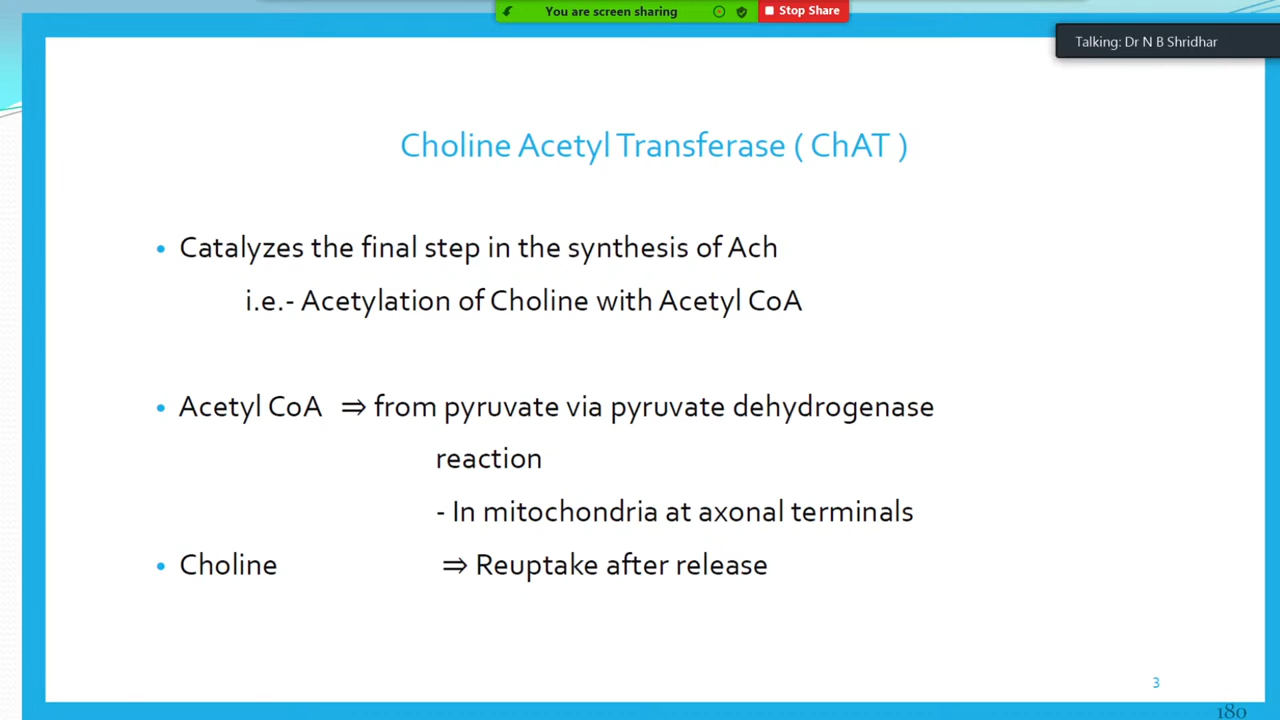 You are screen sharing
Stop Share
Talking: Dr N B Shridhar
Choline Acetyl Transferase ( ChAT )
• Catalyzes the final step in the synthesis of Ach
i.e.- Acetylation of Choline with Acetyl CoA
• Acetyl CoA ⇒ from pyruvate via pyruvate dehydrogenase
reaction
- In mitochondria at axonal terminals
• Choline ⇒ Reuptake after release
3
180